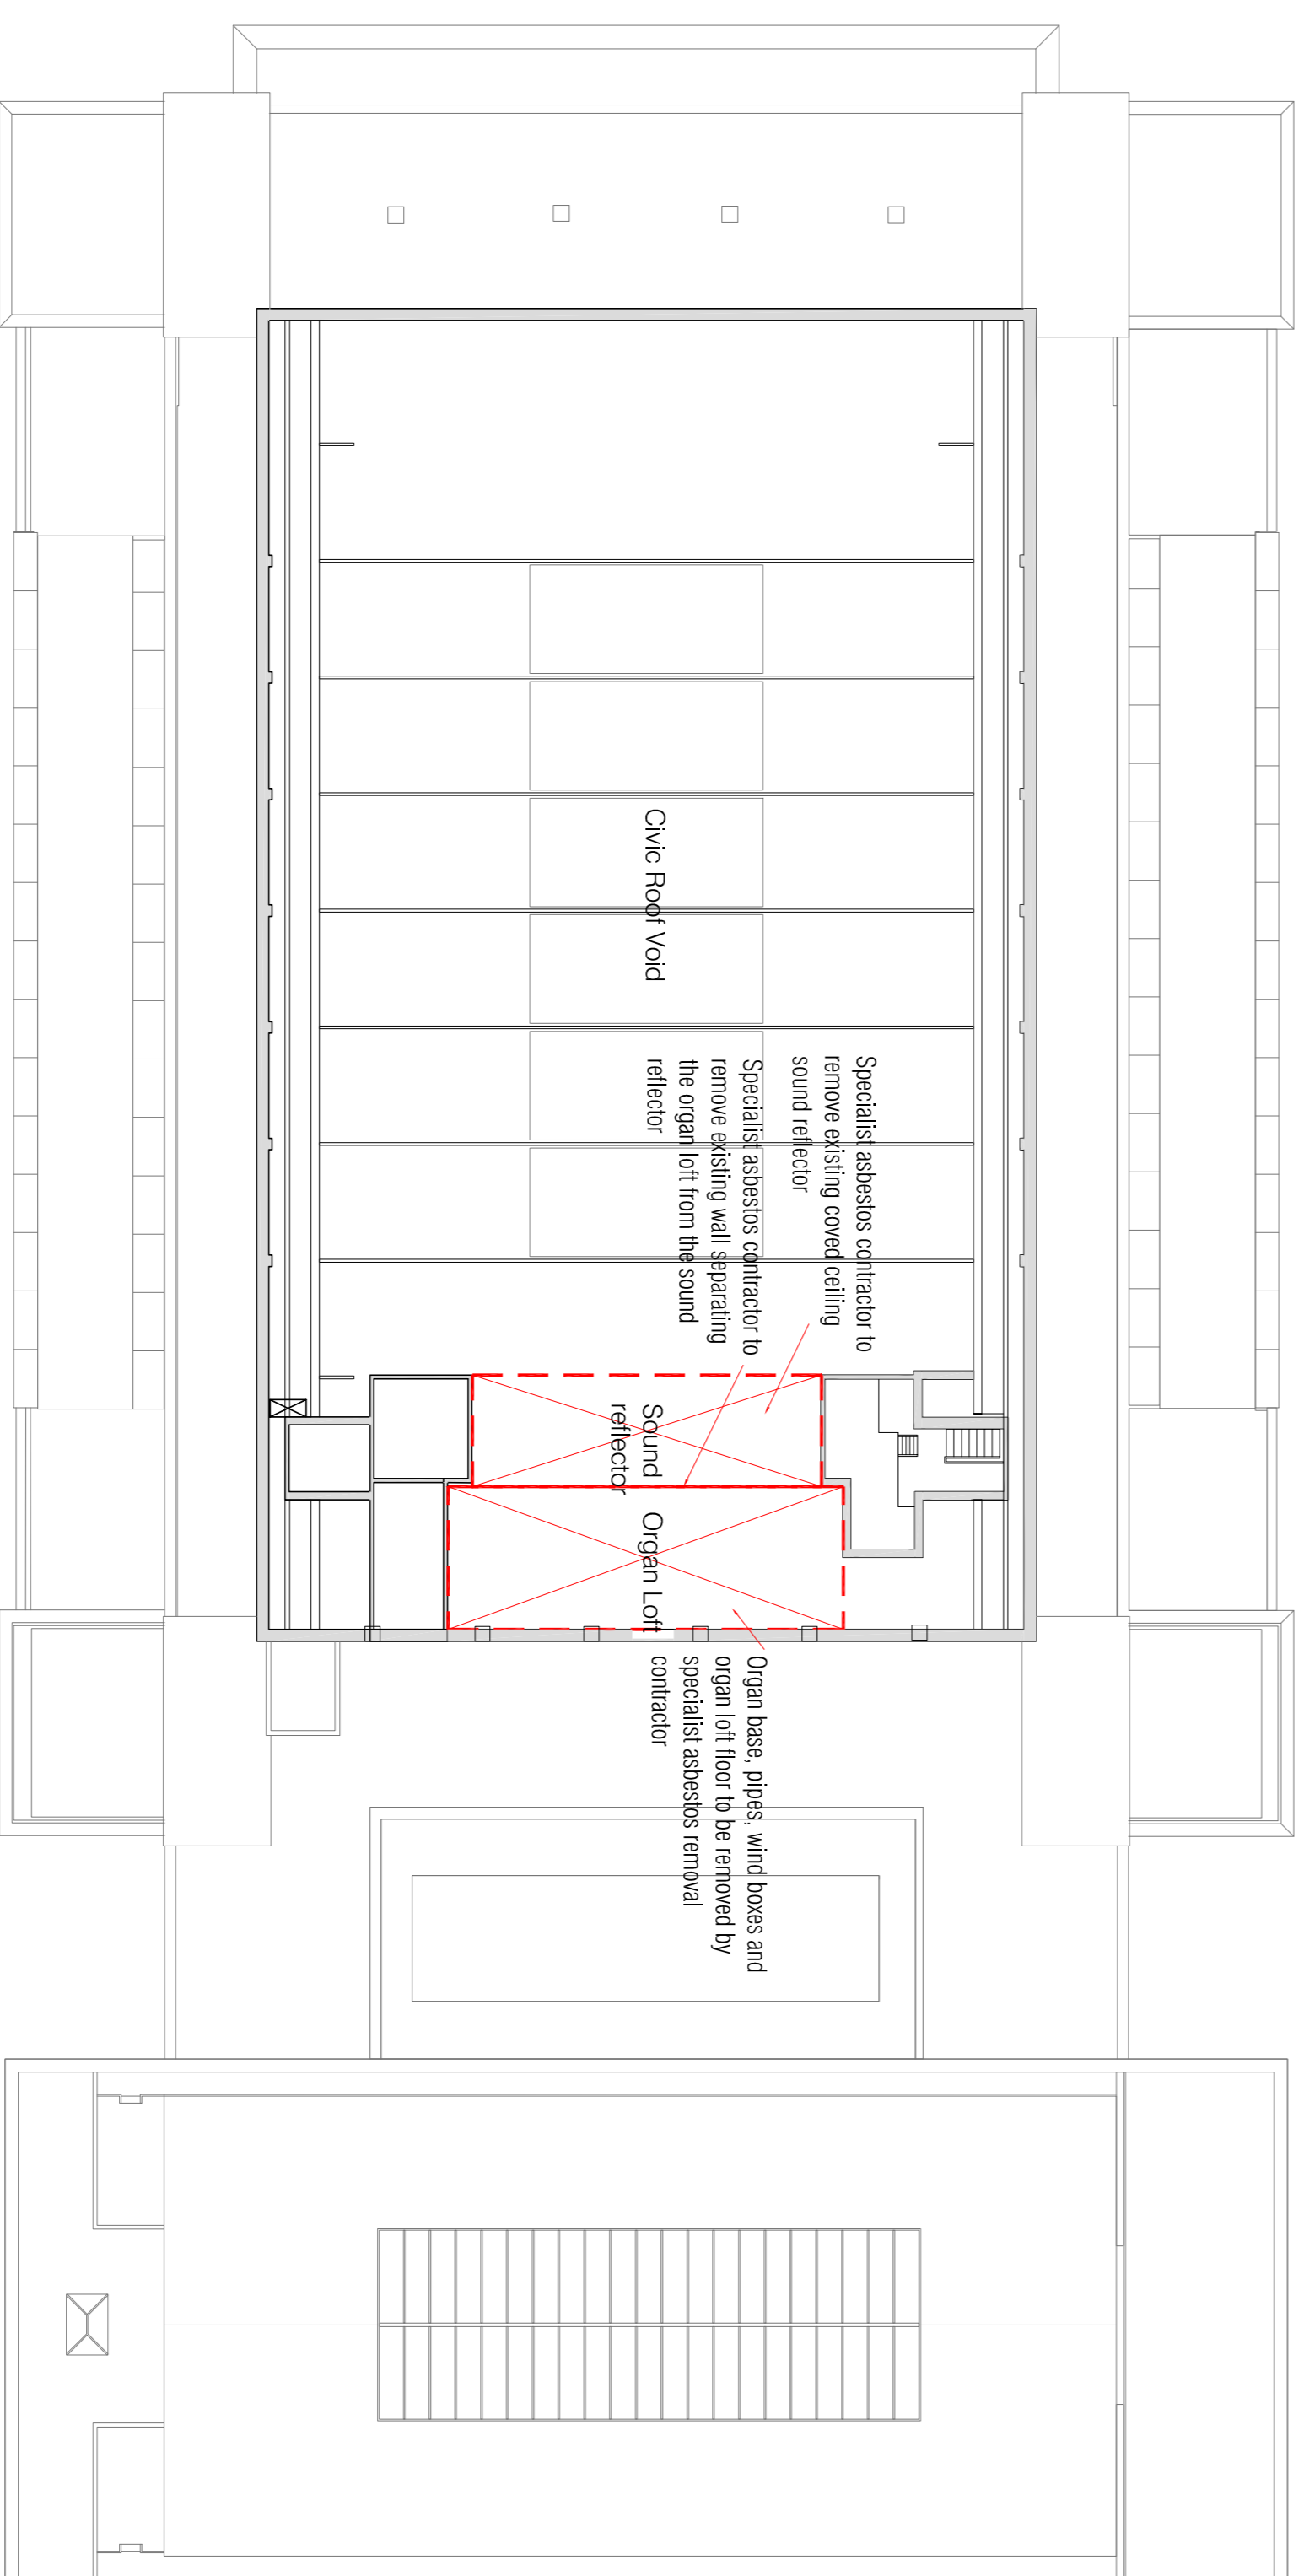 Civic Roof Void
Specialist asbestos contractor to
remove existing coved ceiling
sound reflector
Specialist asbestos contractor to
remove existing wall separating
the organ loft from the sound
reflector
Sound
reflector
Organ Loft
Organ base, pipes, wind boxes and
organ loft floor to be removed by
specialist asbestos removal
contractor